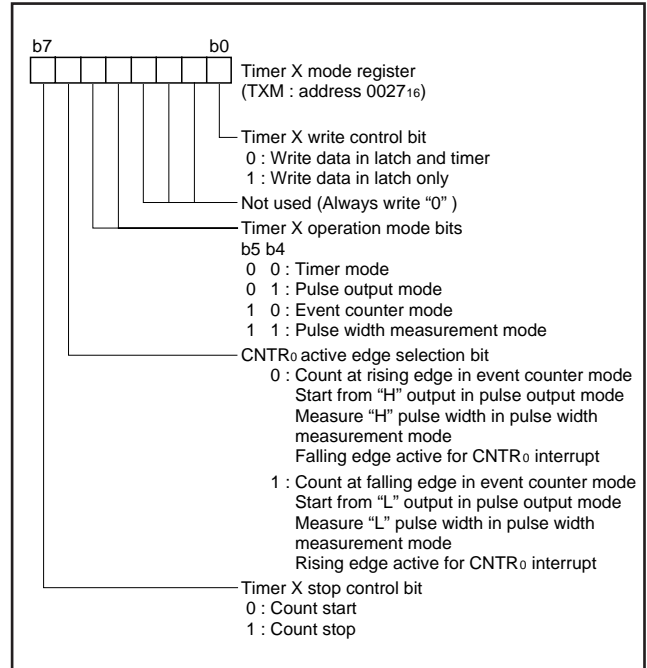 b7 b0
Timer X mode register
(TXM : address 0027₁₆)
Timer X write control bit
0 : Write data in latch and timer
1 : Write data in latch only
Not used (Always write “0” )
Timer X operation mode bits
b5 b4
0 0 : Timer mode
0 1 : Pulse output mode
1 0 : Event counter mode
1 1 : Pulse width measurement mode
CNTR₀ active edge selection bit
0 : Count at rising edge in event counter mode
Start from “H” output in pulse output mode
Measure “H” pulse width in pulse width
measurement mode
Falling edge active for CNTR₀ interrupt
1 : Count at falling edge in event counter mode
Start from “L” output in pulse output mode
Measure “L” pulse width in pulse width
measurement mode
Rising edge active for CNTR₀ interrupt
Timer X stop control bit
0 : Count start
1 : Count stop